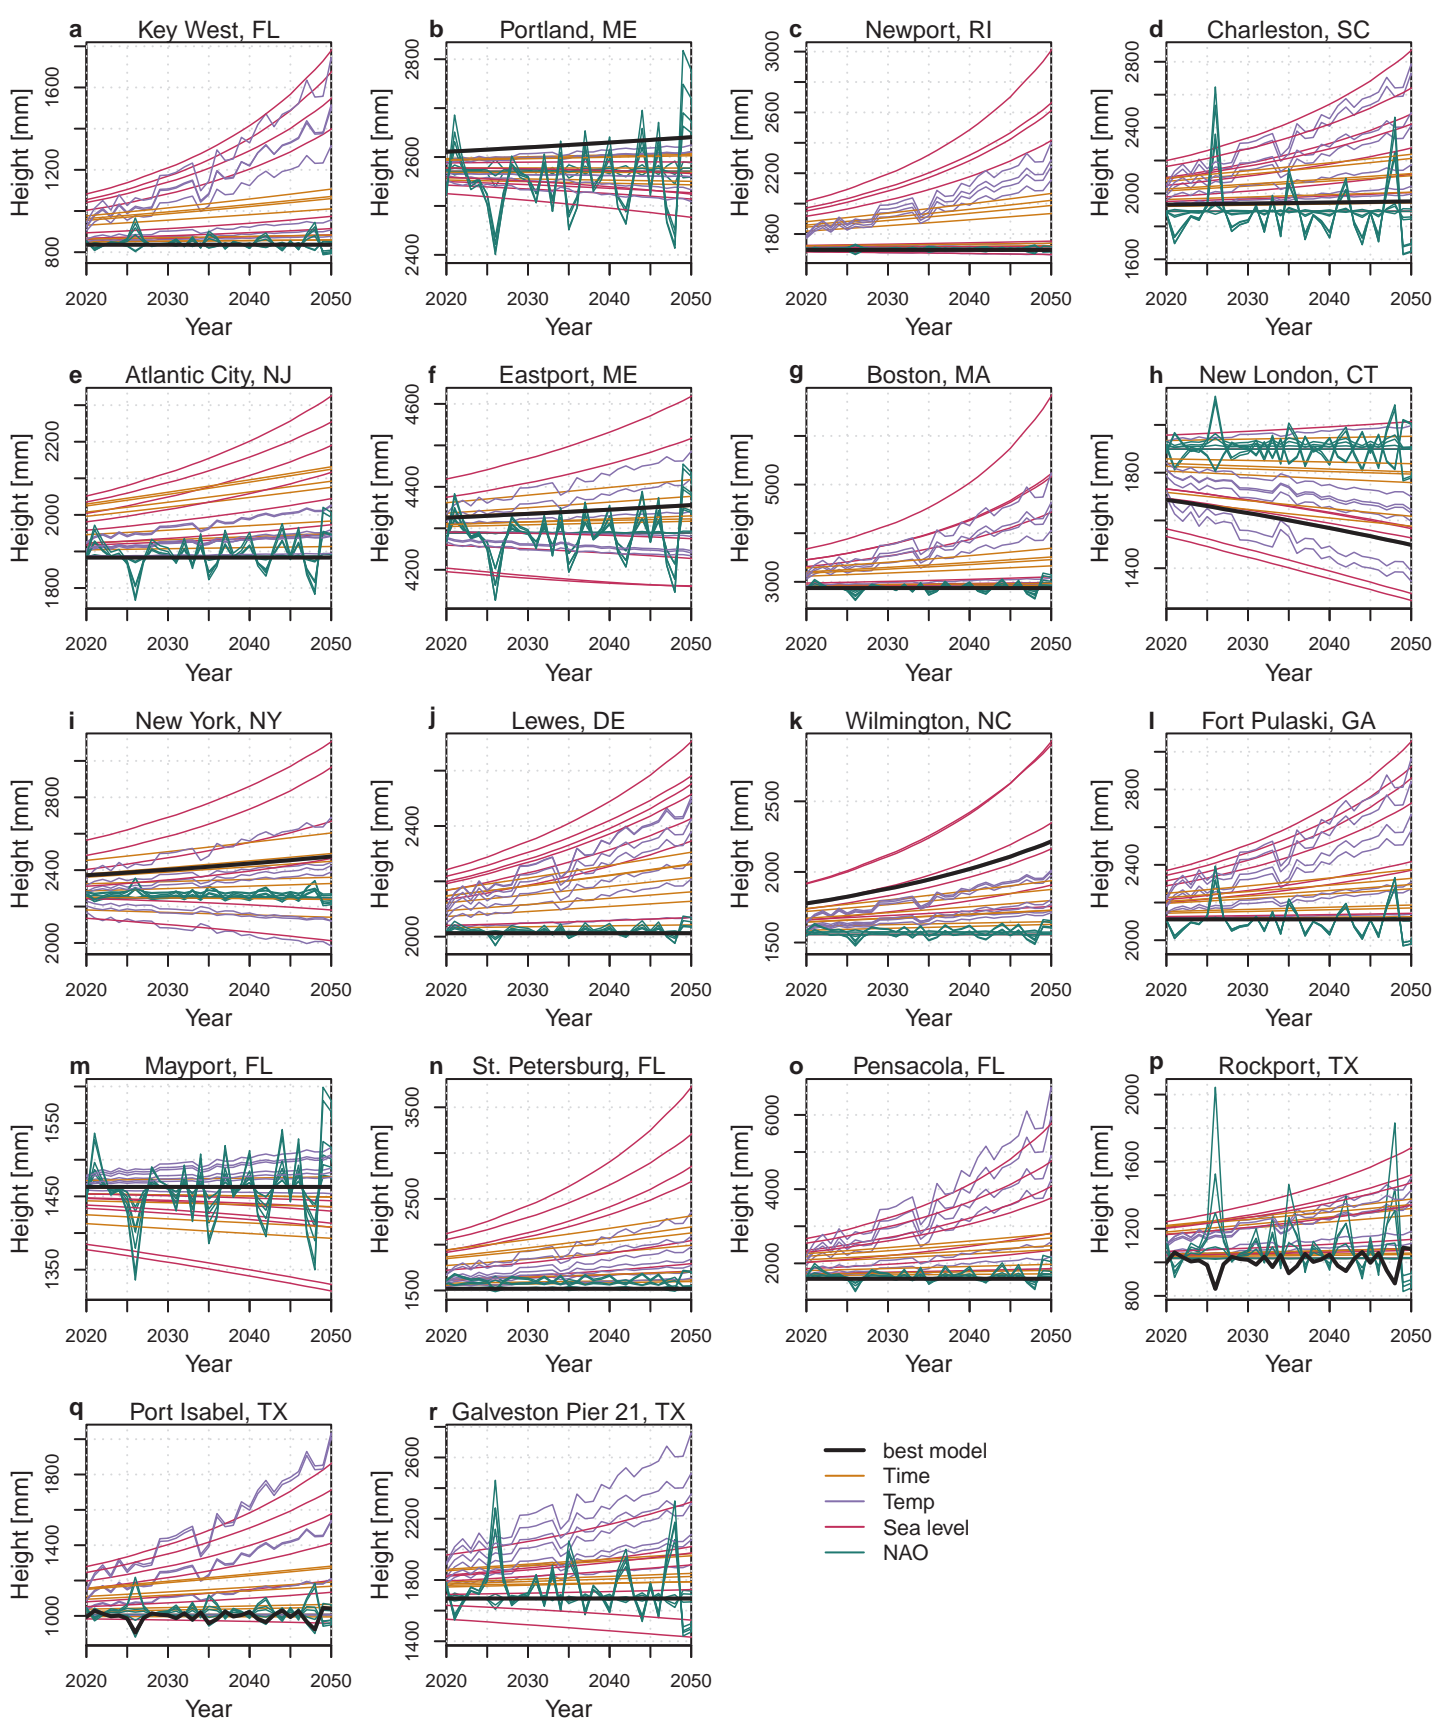 a Key West, FL
Height [mm]
800 1200 1600
2020 2030 2040 2050
Year
b Portland, ME
Height [mm]
2400 2600 2800
2020 2030 2040 2050
Year
c Newport, RI
Height [mm]
1800 2200 2600 3000
2020 2030 2040 2050
Year
d Charleston, SC
Height [mm]
1600 2000 2400 2800
2020 2030 2040 2050
Year
e Atlantic City, NJ
Height [mm]
1800 2000 2200
2020 2030 2040 2050
Year
f Eastport, ME
Height [mm]
4200 4400 4600
2020 2030 2040 2050
Year
g Boston, MA
Height [mm]
3000 5000
2020 2030 2040 2050
Year
h New London, CT
Height [mm]
1400 1800
2020 2030 2040 2050
Year
i New York, NY
Height [mm]
2000 2400 2800
2020 2030 2040 2050
Year
j Lewes, DE
Height [mm]
2000 2400
2020 2030 2040 2050
Year
k Wilmington, NC
Height [mm]
1500 2000 2500
2020 2030 2040 2050
Year
l Fort Pulaski, GA
Height [mm]
2000 2400 2800
2020 2030 2040 2050
Year
m Mayport, FL
Height [mm]
1350 1450 1550
2020 2030 2040 2050
Year
n St. Petersburg, FL
Height [mm]
1500 2500 3500
2020 2030 2040 2050
Year
o Pensacola, FL
Height [mm]
2000 4000 6000
2020 2030 2040 2050
Year
p Rockport, TX
Height [mm]
800 1200 1600 2000
2020 2030 2040 2050
Year
q Port Isabel, TX
Height [mm]
1000 1400 1800
2020 2030 2040 2050
Year
r Galveston Pier 21, TX
Height [mm]
1400 1800 2200 2600
2020 2030 2040 2050
Year
best model
Time
Temp
Sea level
NAO